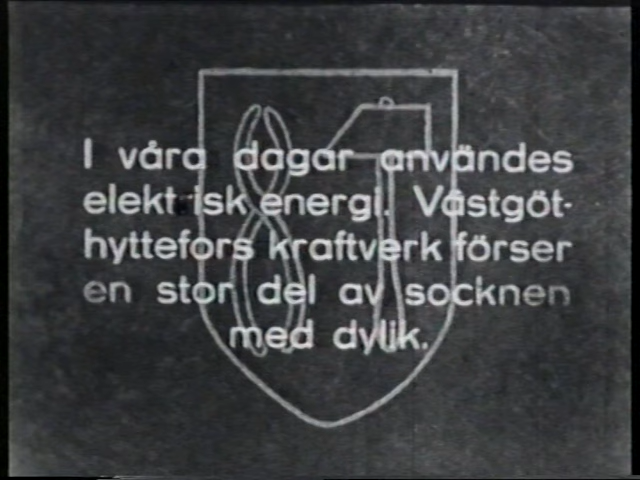 I våra dagar användes
elektrisk energi. Västgöt-
hyttefors kraftverk förser
en stor del av socknen
med dylik.